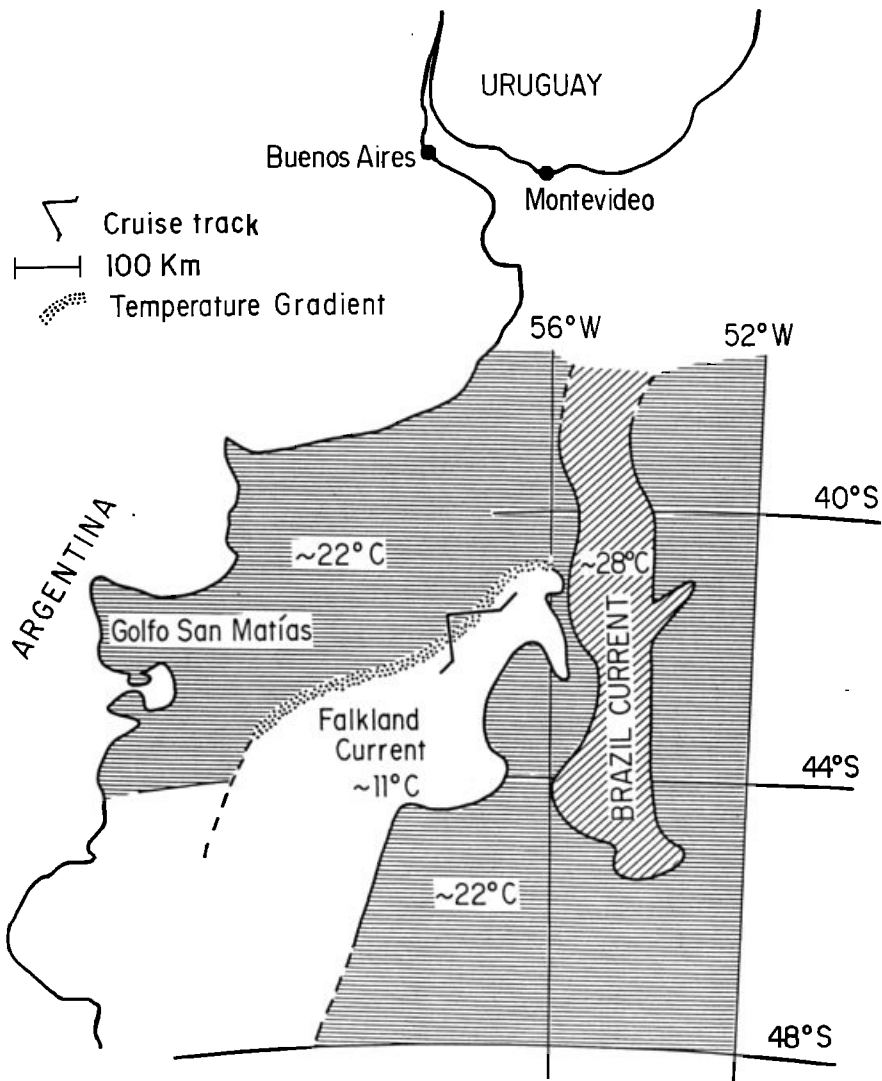 URUGUAY
Buenos Aires
Montevideo
Cruise track
100 Km
Temperature Gradient
56°W
52°W
40°S
~22°C
~28°C
ARGENTINA
Golfo San Matías
BRAZIL CURRENT
Falkland
Current
~11°C
44°S
~22°C
48°S